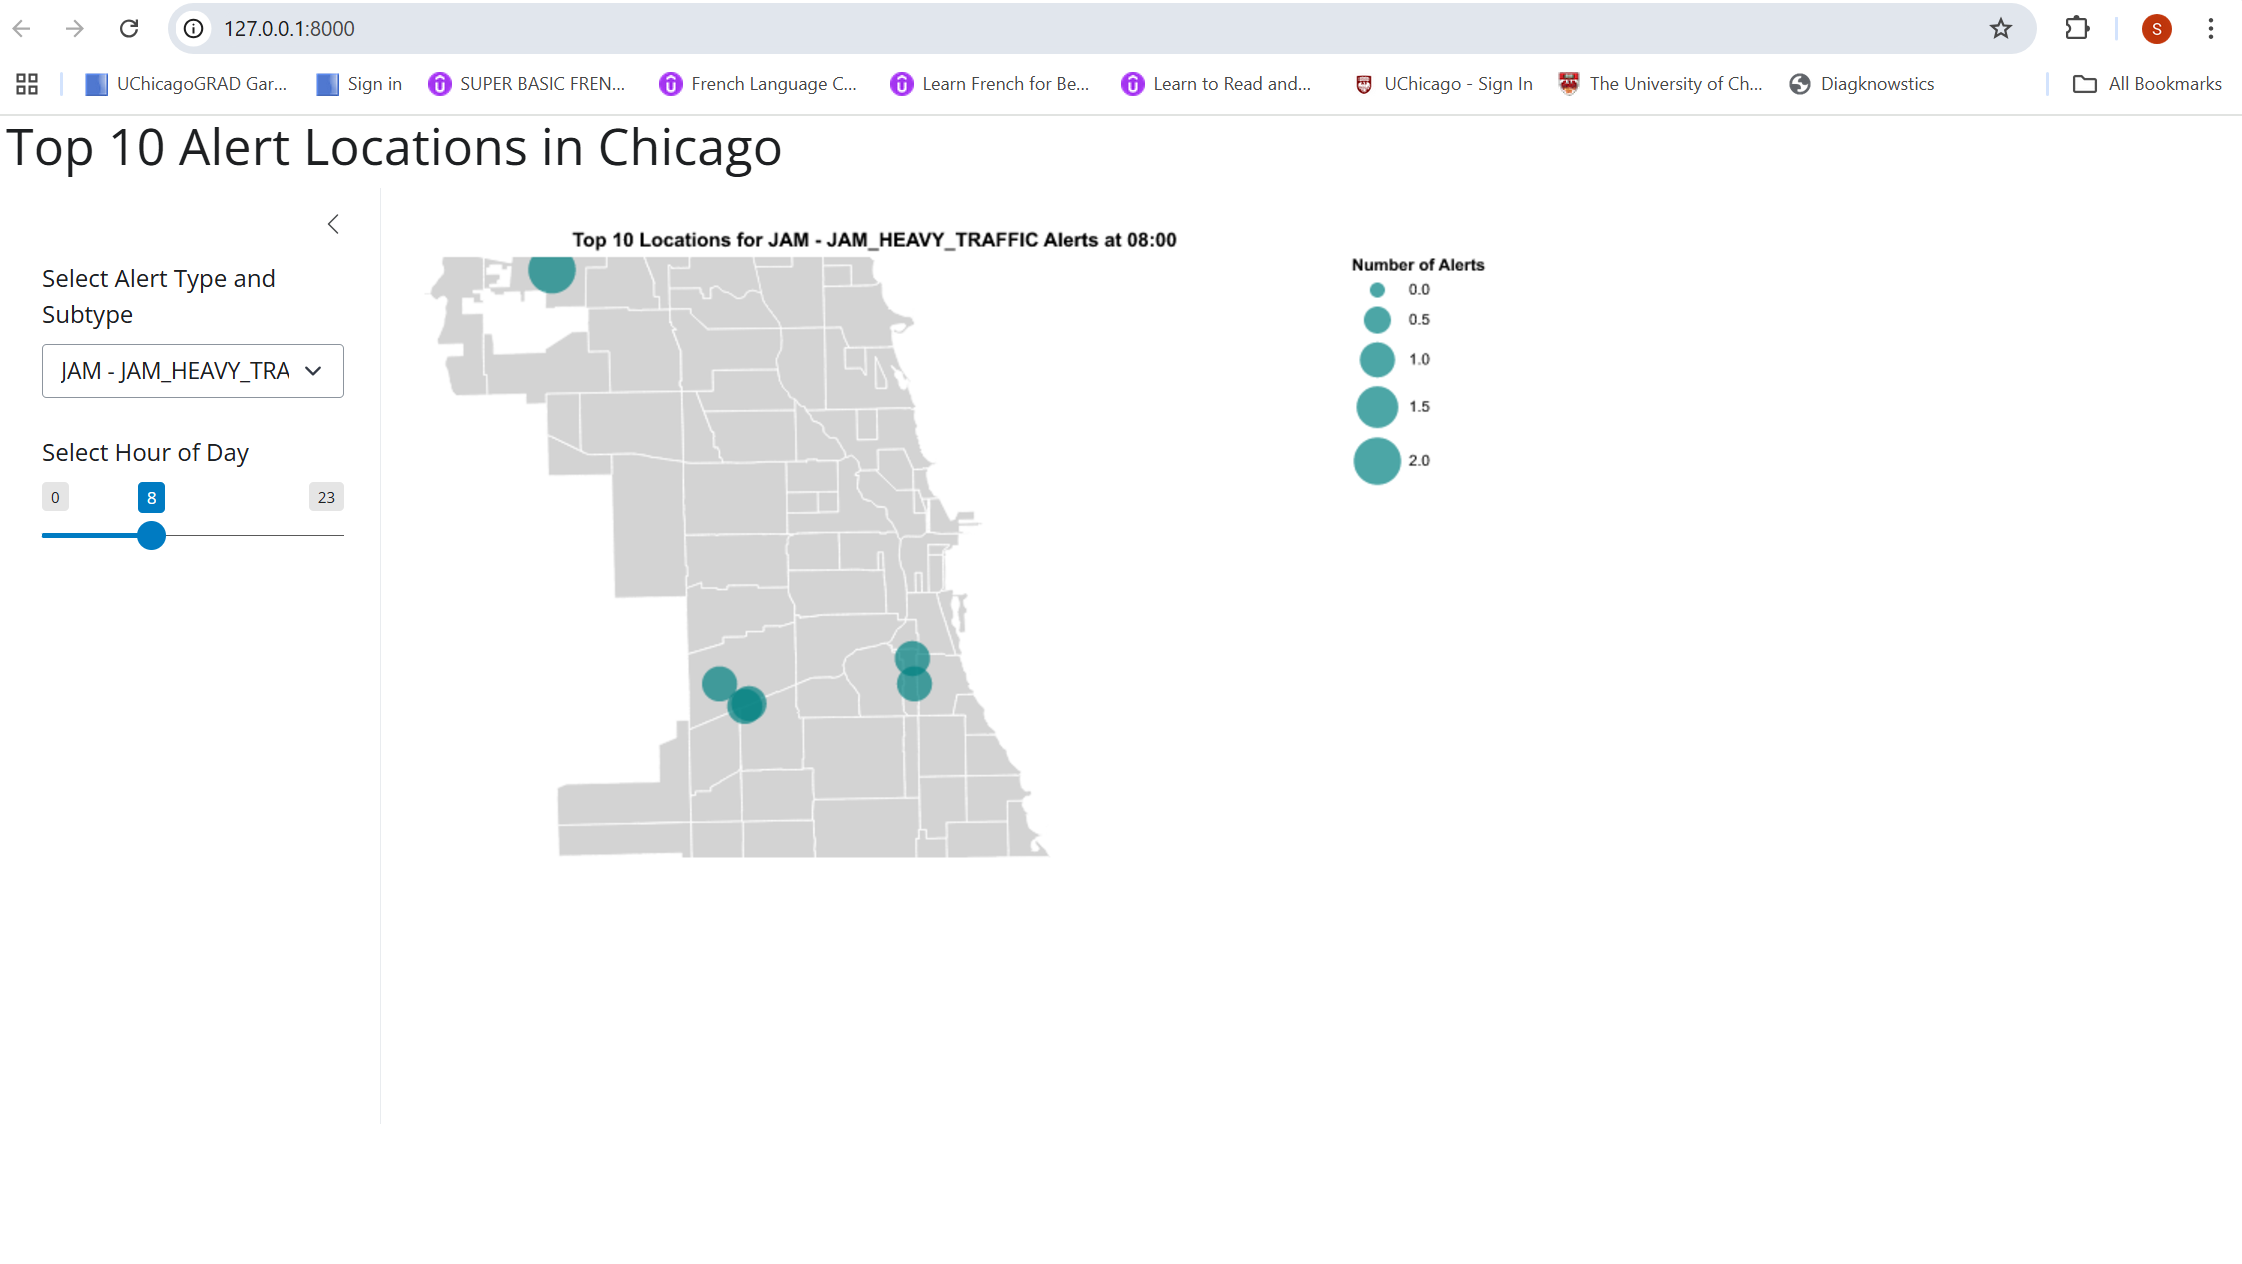 127.0.0.1:8000
S
UChicagoGRAD Gar... Sign in SUPER BASIC FREN... French Language C... Learn French for Be... Learn to Read and... UChicago - Sign In The University of Ch... Diagknowstics All Bookmarks
Top 10 Alert Locations in Chicago
Select Alert Type and
Subtype
JAM - JAM_HEAVY_TRA
Select Hour of Day
0 8 23
Top 10 Locations for JAM - JAM_HEAVY_TRAFFIC Alerts at 08:00
Number of Alerts
0.0
0.5
1.0
1.5
2.0